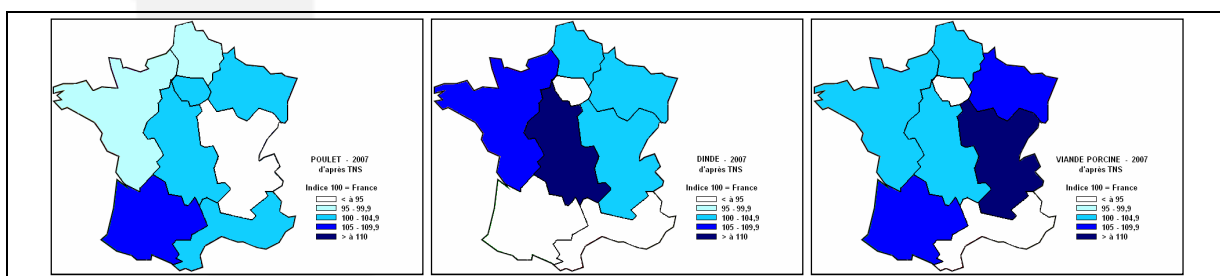 POULET - 2007
d'après TNS
Indice 100 = France
< à 95
95 - 99,9
100 - 104,9
105 - 109,9
> à 110
DINDE - 2007
d'après TNS
Indice 100 = France
< à 95
95 - 99,9
100 - 104,9
105 - 109,9
> à 110
VIANDE PORCINE - 2007
d'après TNS
Indice 100 = France
< à 95
95 - 99,9
100 - 104,9
105 - 109,9
> à 110